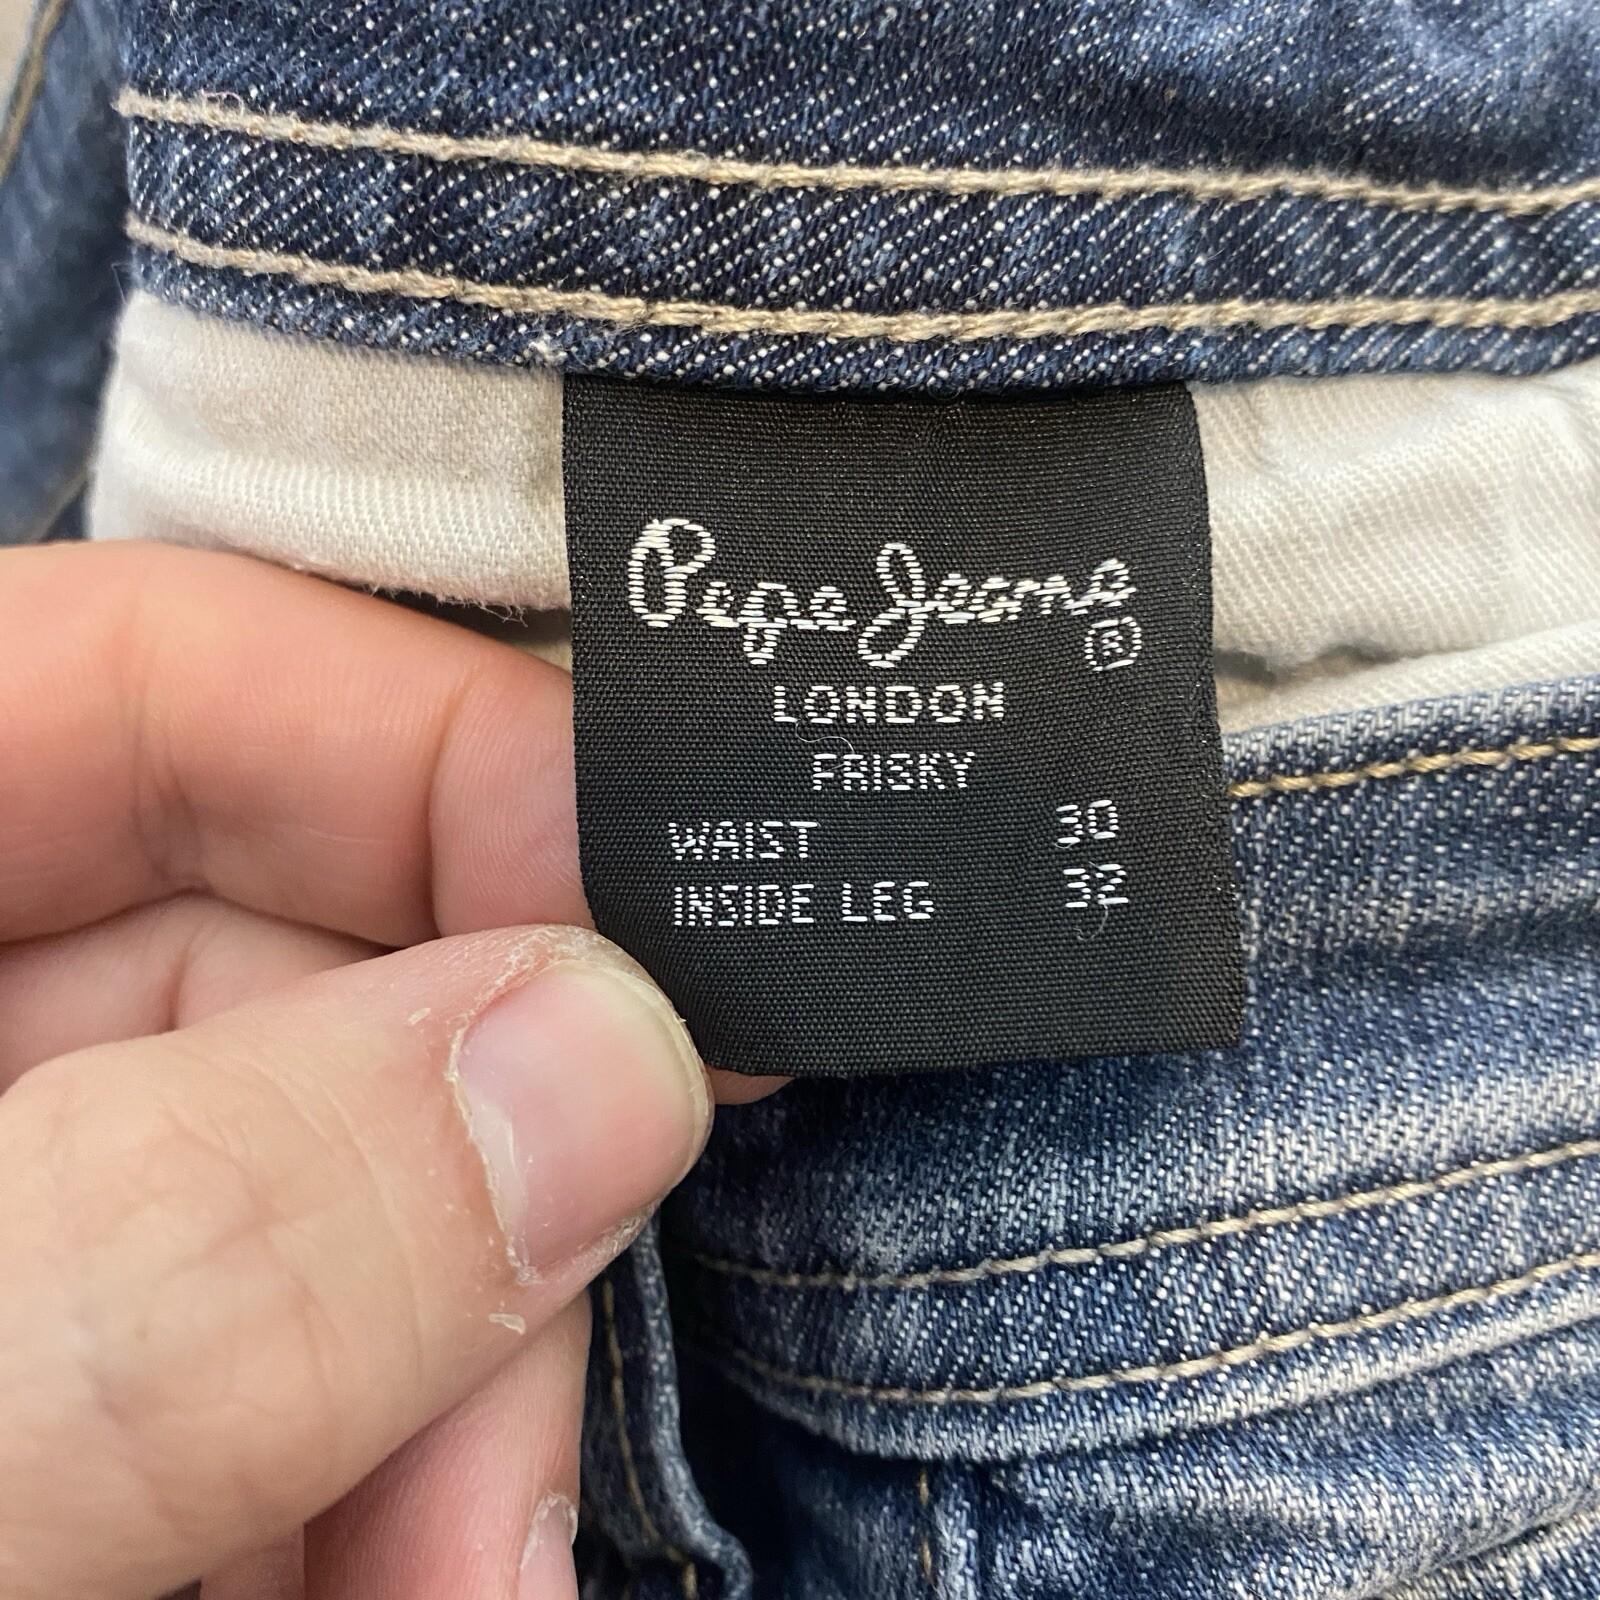 Pepe Jeans
®
LONDON
FRISKY
WAIST 30
INSIDE LEG 32